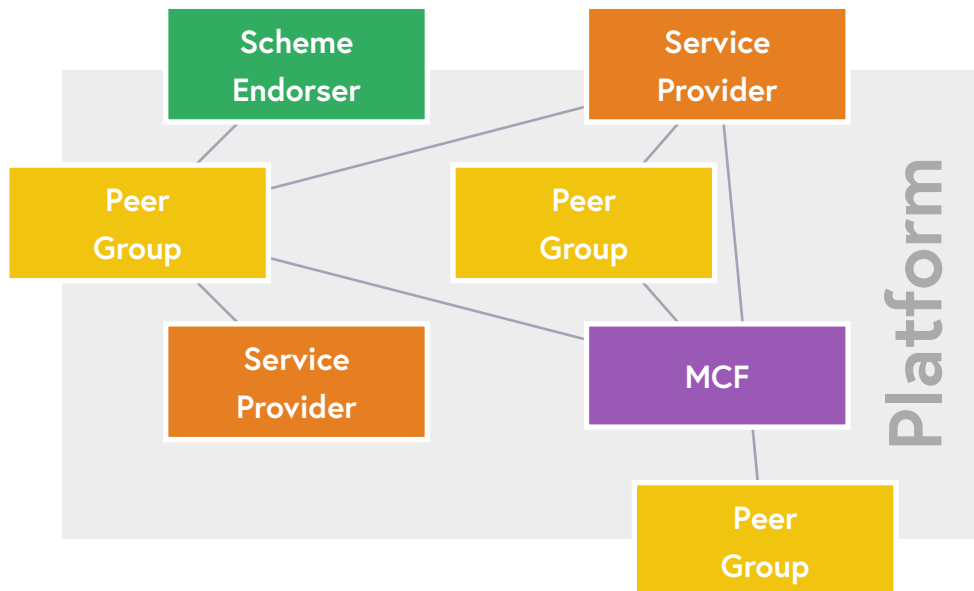 Scheme
Endorser
Service
Provider
Peer
Group
Peer
Group
Service
Provider
MCF
Peer
Group
Platform